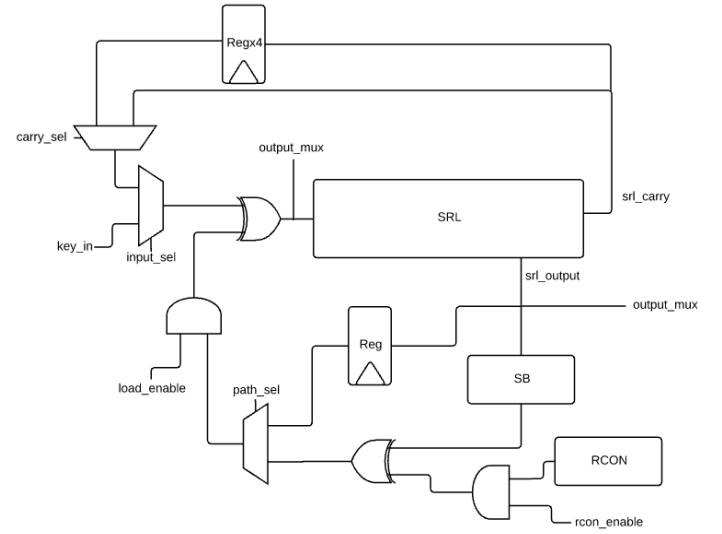 Regx4
carry_sel
output_mux
srl_carry
SRL
key_in
input_sel
srl_output
output_mux
Reg
SB
load_enable
path_sel
RCON
rcon_enable